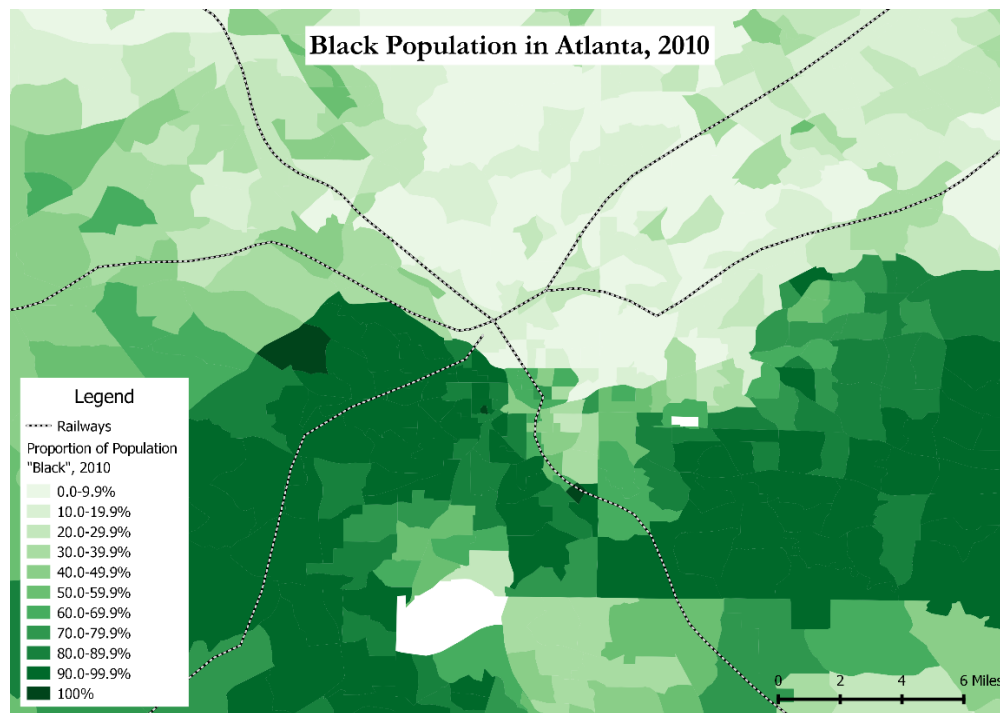 Black Population in Atlanta, 2010
Legend
Railways
Proportion of Population
"Black", 2010
0.0-9.9%
10.0-19.9%
20.0-29.9%
30.0-39.9%
40.0-49.9%
50.0-59.9%
60.0-69.9%
70.0-79.9%
80.0-89.9%
90.0-99.9%
100%
0 2 4 6 Miles